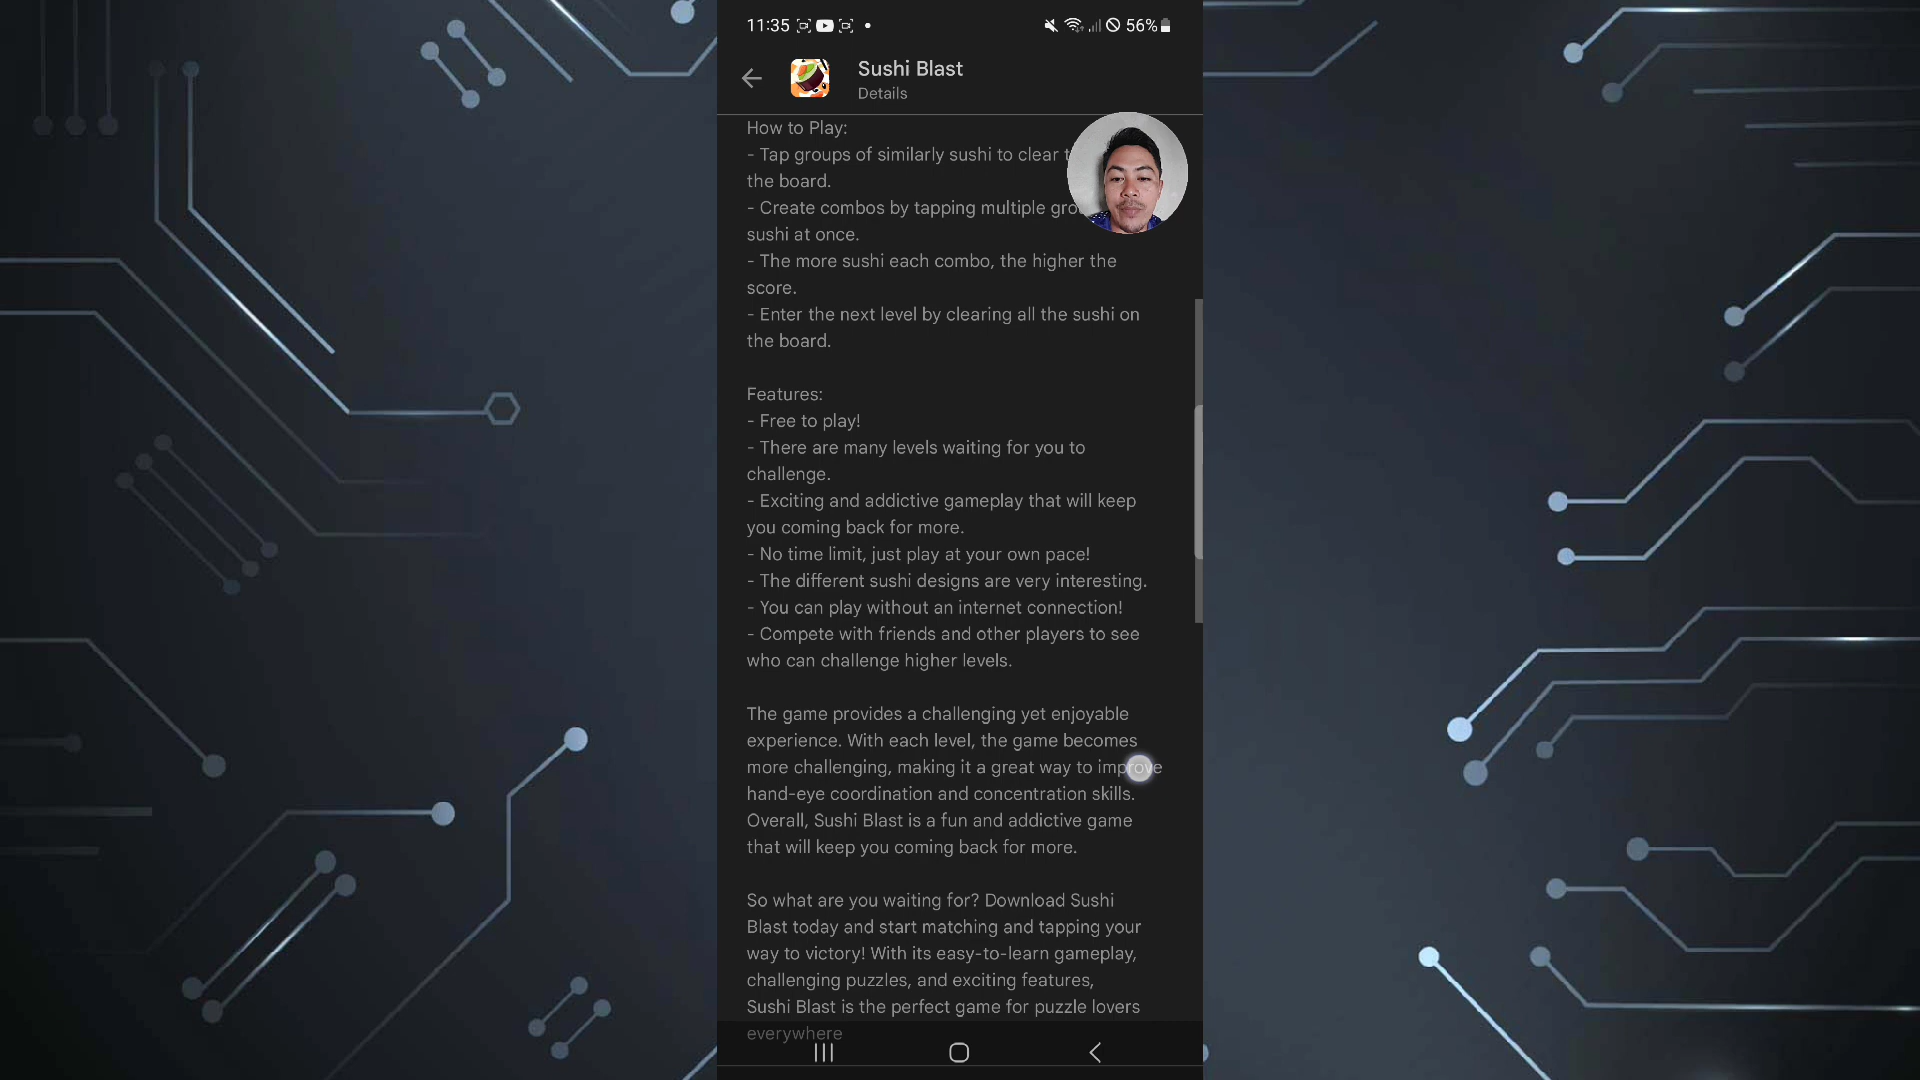 11:35
56%
Sushi Blast
Details
How to Play:
- Tap groups of similarly sushi to clear
the board.
- Create combos by tapping multiple
sushi at once.
- The more sushi each combo, the higher the
score.
- Enter the next level by clearing all the sushi on
the board.
Features:
- Free to play!
- There are many levels waiting for you to
challenge.
- Exciting and addictive gameplay that will keep
you coming back for more.
- No time limit, just play at your own pace!
- The different sushi designs are very interesting.
- You can play without an internet connection!
- Compete with friends and other players to see
who can challenge higher levels.
The game provides a challenging yet enjoyable
experience. With each level, the game becomes
more challenging, making it a great way to improve
hand-eye coordination and concentration skills.
Overall, Sushi Blast is a fun and addictive game
that will keep you coming back for more.
So what are you waiting for? Download Sushi
Blast today and start matching and tapping your
way to victory! With its easy-to-learn gameplay,
challenging puzzles, and exciting features,
Sushi Blast is the perfect game for puzzle lovers
everywhere